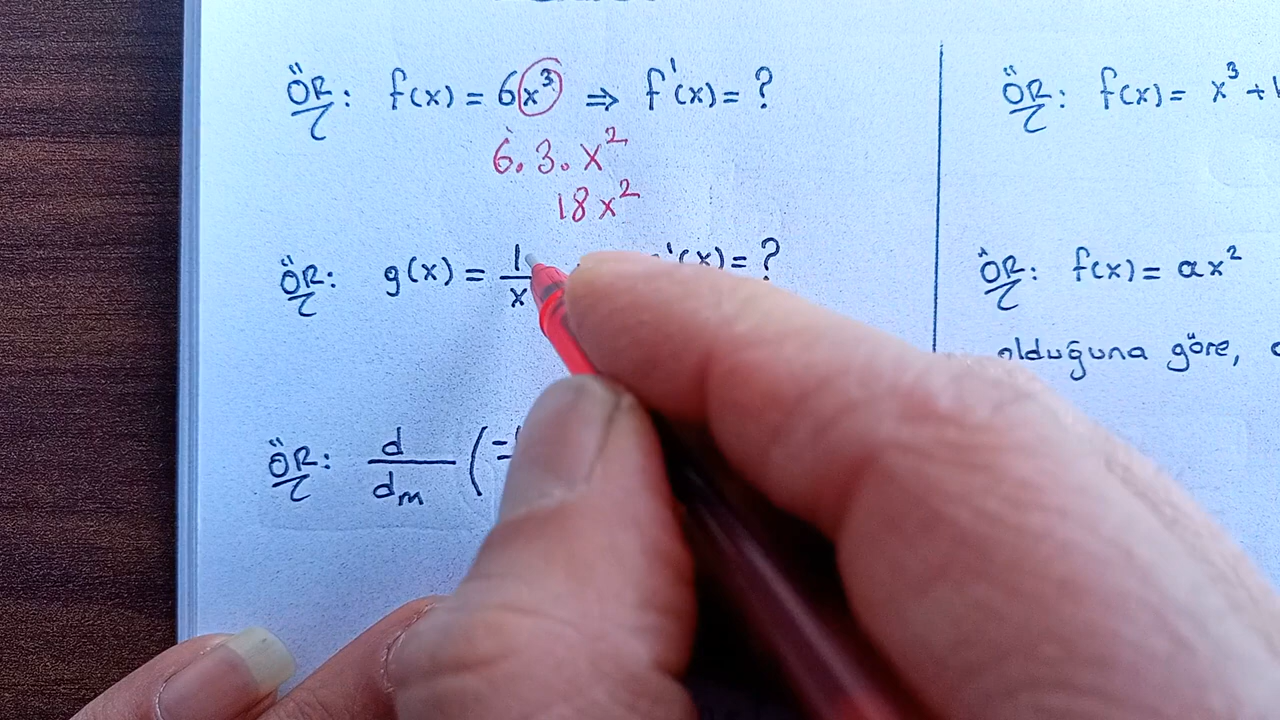 ÖR: f(x) = 6x³ ⇒ f'(x) = ?
6.3.x²
18x²
ÖR: g(x) = 1/x '(x) = ?
ÖR: d/dm (-
ÖR: f(x) = x³ +
ÖR: f(x) = ax²
olduğuna göre,